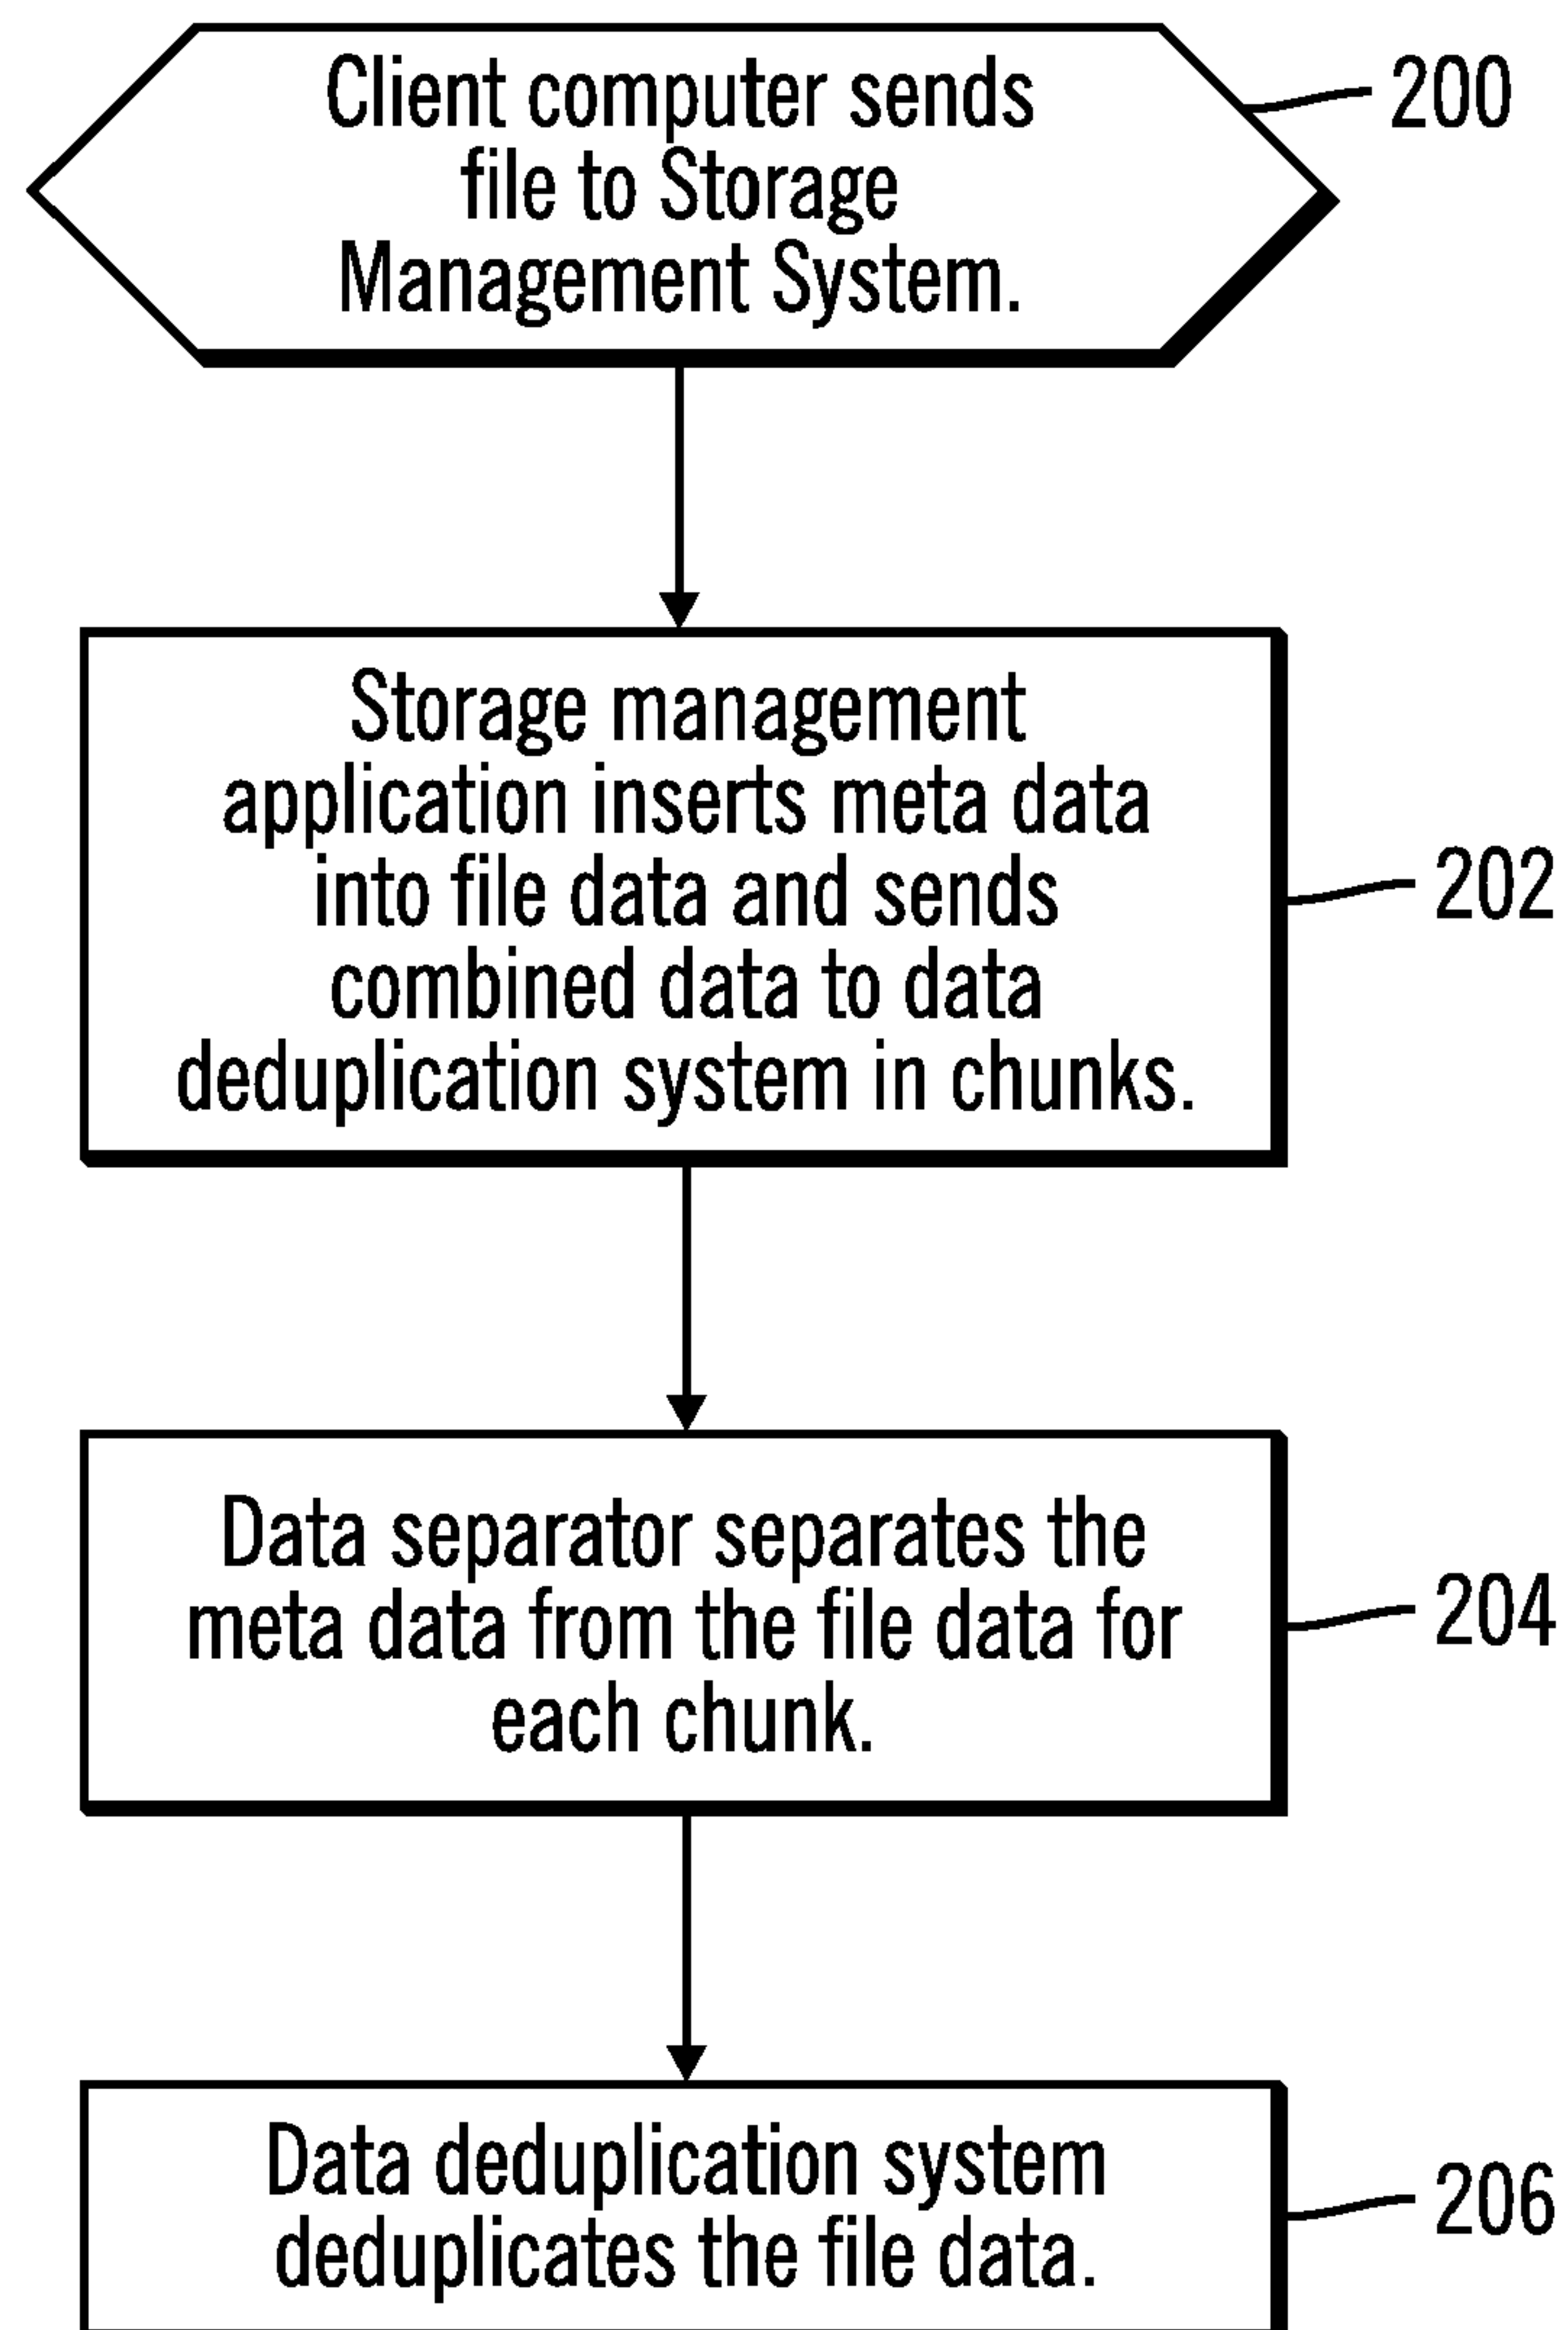 Client computer sends
file to Storage
Management System.
200
Storage management
application inserts meta data
into file data and sends
combined data to data
deduplication system in chunks.
202
Data separator separates the
meta data from the file data for
each chunk.
204
Data deduplication system
deduplicates the file data.
206